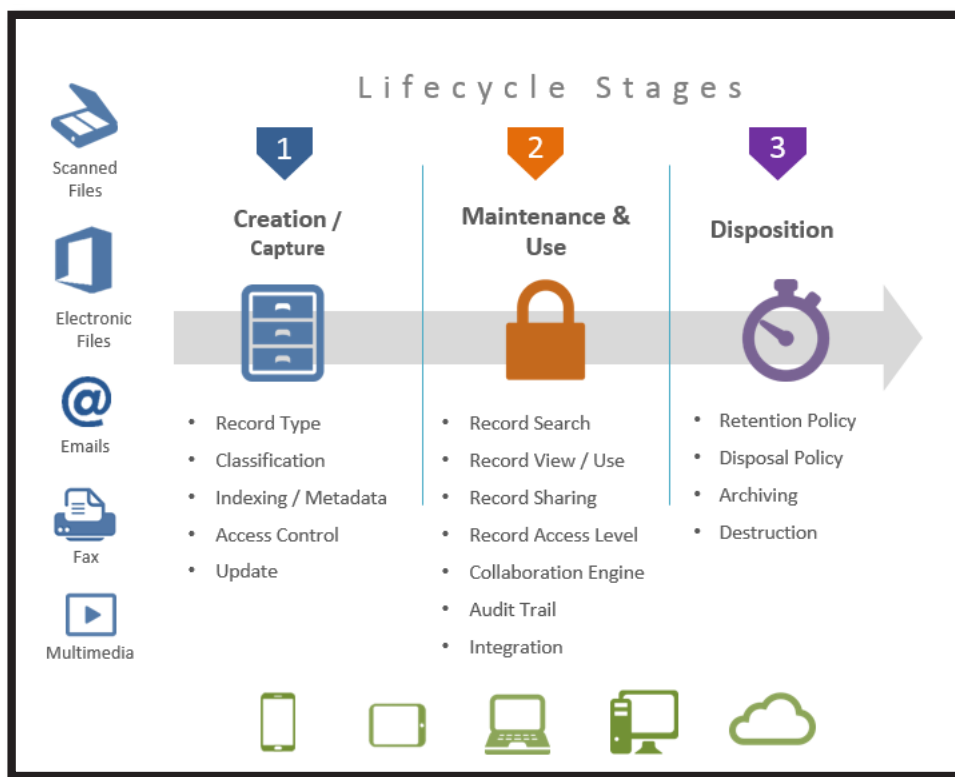 Lifecycle Stages
Scanned
Files
Electronic
Files
@
Emails
Fax
Multimedia
1
Creation /
Capture
• Record Type
• Classification
• Indexing / Metadata
• Access Control
• Update
2
Maintenance &
Use
• Record Search
• Record View / Use
• Record Sharing
• Record Access Level
• Collaboration Engine
• Audit Trail
• Integration
3
Disposition
• Retention Policy
• Disposal Policy
• Archiving
• Destruction